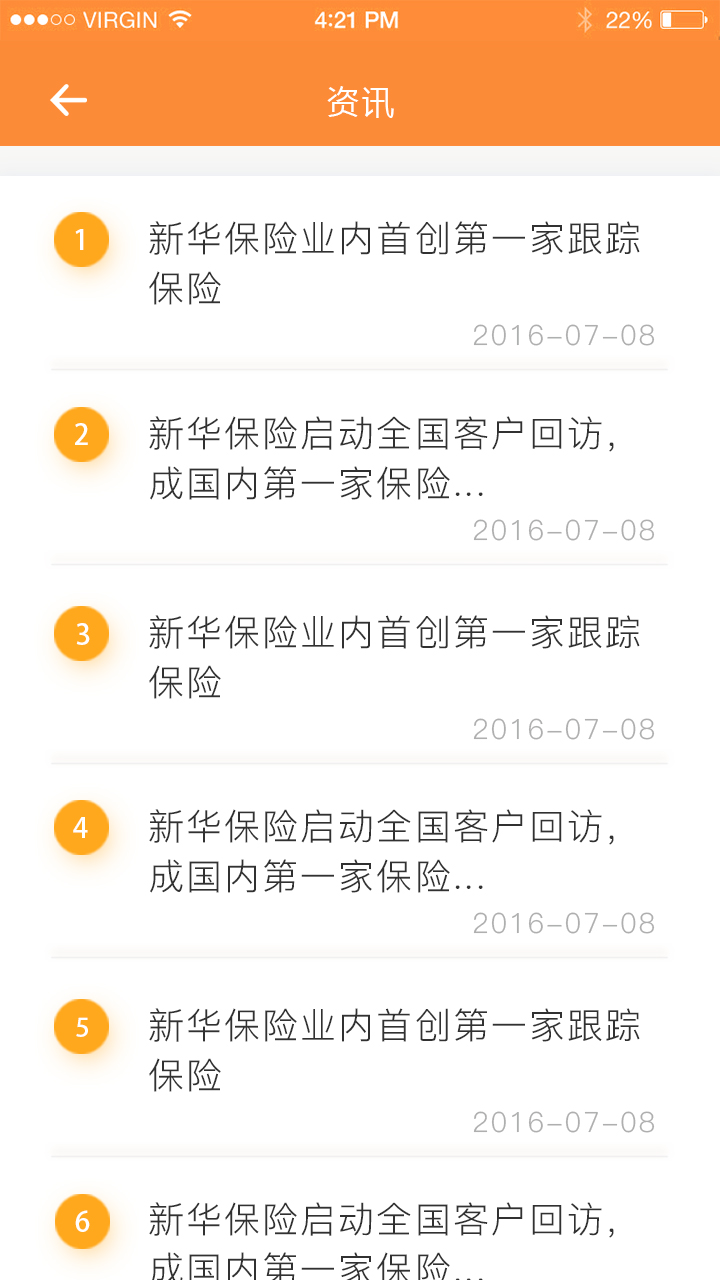 VIRGIN 4:21 PM 22%
资讯
1 新华保险业内首创第一家跟踪
保险
2016-07-08
2 新华保险启动全国客户回访,
成国内第一家保险...
2016-07-08
3 新华保险业内首创第一家跟踪
保险
2016-07-08
4 新华保险启动全国客户回访,
成国内第一家保险...
2016-07-08
5 新华保险业内首创第一家跟踪
保险
2016-07-08
6 新华保险启动全国客户回访,
成国内第一家保险...